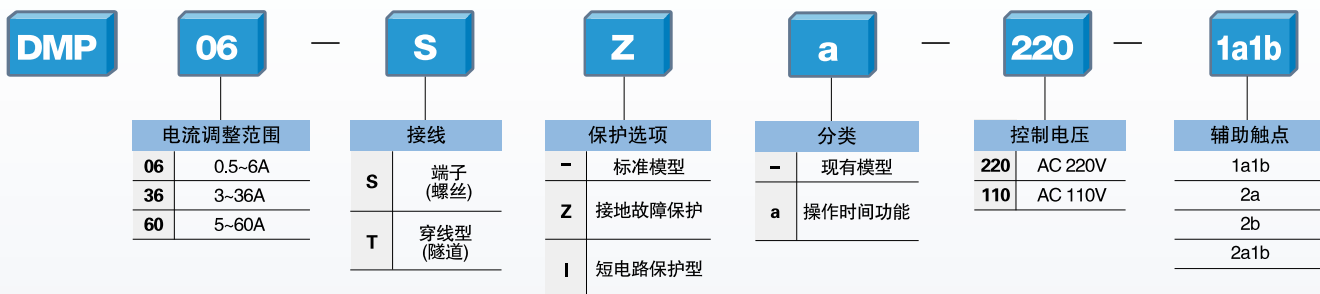 DMP 06 — S Z a — 220 — 1a1b
电流调整范围
06 0.5~6A
36 3~36A
60 5~60A
接线
S 端子
(螺丝)
T 穿线型
(隧道)
保护选项
– 标准模型
Z 接地故障保护
I 短电路保护型
分类
– 现有模型
a 操作时间功能
控制电压
220 AC 220V
110 AC 110V
辅助触点
1a1b
2a
2b
2a1b